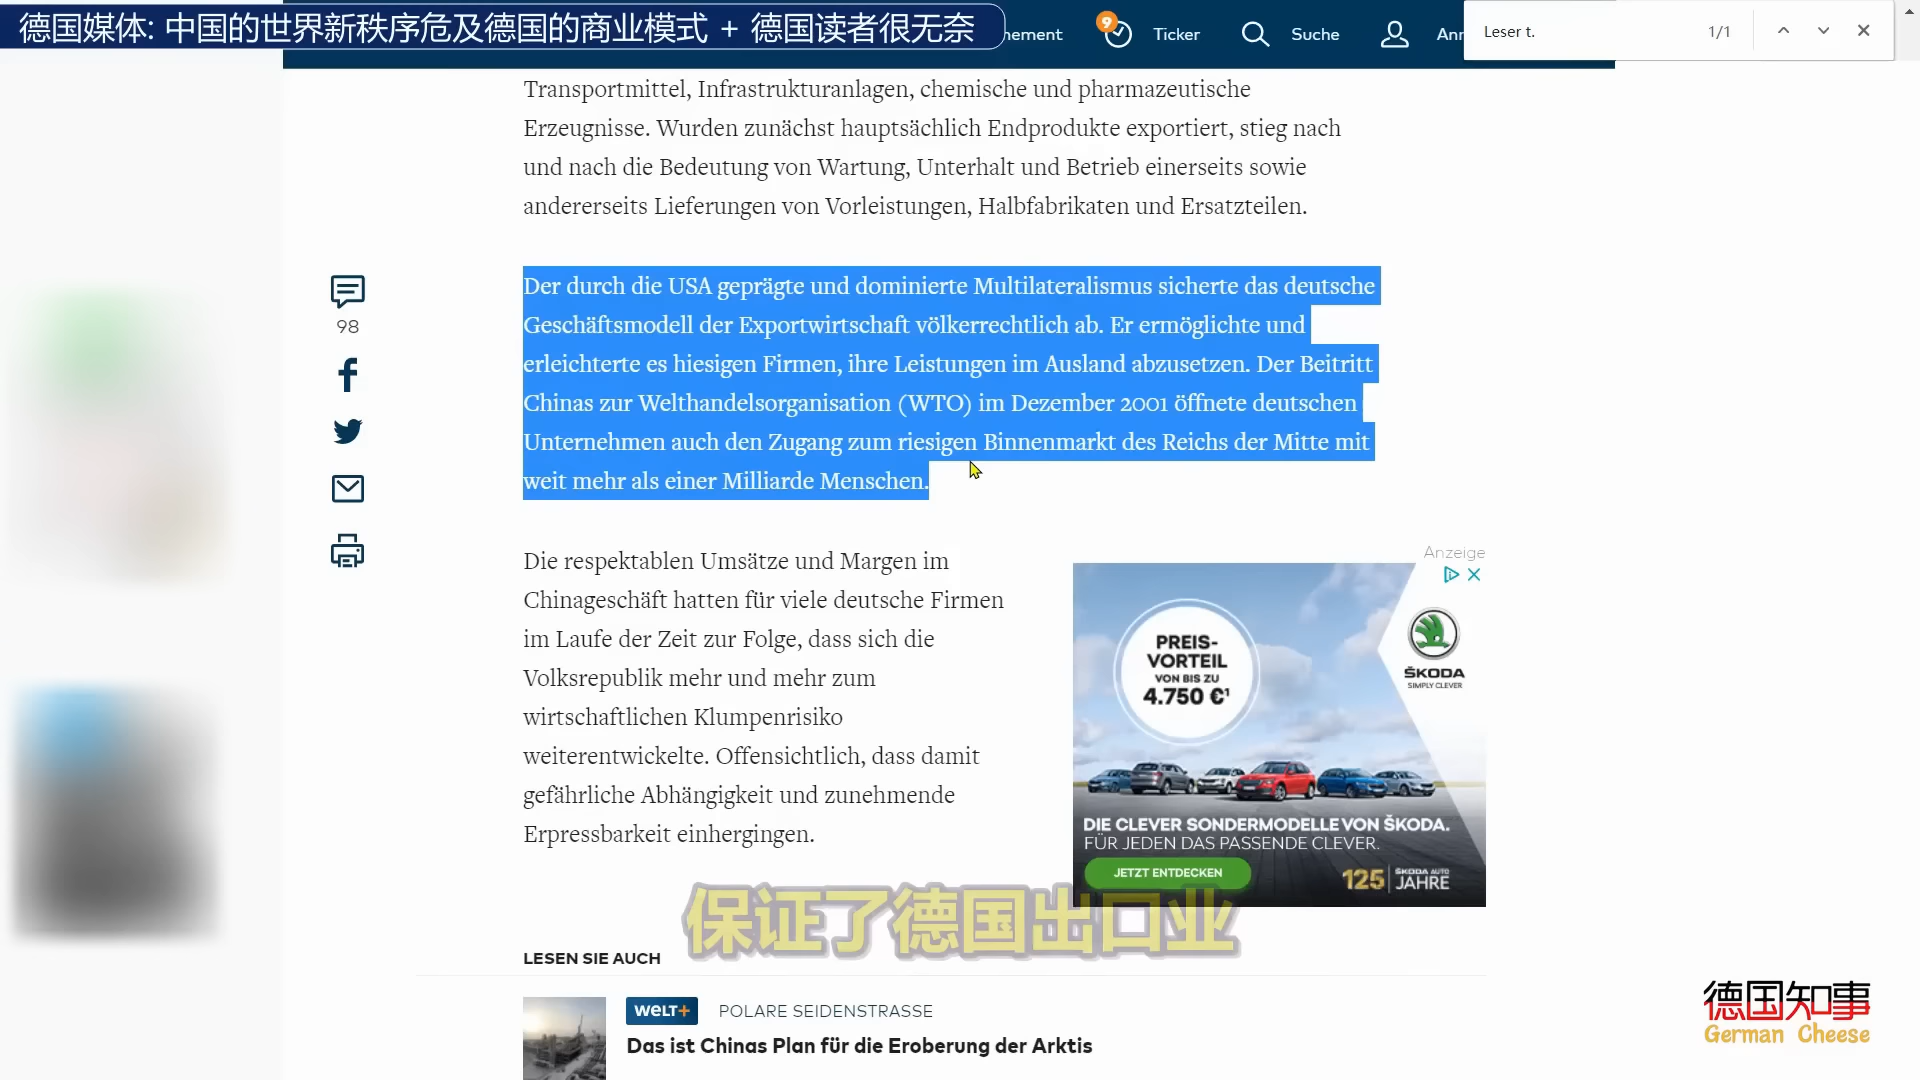 德国媒体: 中国的世界新秩序危及德国的商业模式 + 德国读者很无奈
nement
9
Ticker
Suche
Leser t.
1/1
Transportmittel, Infrastrukturanlagen, chemische und pharmazeutische
Erzeugnisse. Wurden zunächst hauptsächlich Endprodukte exportiert, stieg nach
und nach die Bedeutung von Wartung, Unterhalt und Betrieb einerseits sowie
andererseits Lieferungen von Vorleistungen, Halbfabrikaten und Ersatzteilen.
Der durch die USA geprägte und dominierte Multilateralismus sicherte das deutsche
Geschäftsmodell der Exportwirtschaft völkerrechtlich ab. Er ermöglichte und
erleichterte es hiesigen Firmen, ihre Leistungen im Ausland abzusetzen. Der Beitritt
Chinas zur Welthandelsorganisation (WTO) im Dezember 2001 öffnete deutschen
Unternehmen auch den Zugang zum riesigen Binnenmarkt des Reichs der Mitte mit
weit mehr als einer Milliarde Menschen.
98
Die respektablen Umsätze und Margen im
Chinageschäft hatten für viele deutsche Firmen
im Laufe der Zeit zur Folge, dass sich die
Volksrepublik mehr und mehr zum
wirtschaftlichen Klumpenrisiko
weiterentwickelte. Offensichtlich, dass damit
gefährliche Abhängigkeit und zunehmende
Erpressbarkeit einhergingen.
Anzeige
PREIS-
VORTEIL
VON BIS ZU
4.750 €¹
ŠKODA
SIMPLY CLEVER
DIE CLEVER SONDERMODELLE VON ŠKODA.
FÜR JEDEN DAS PASSENDE CLEVER.
JETZT ENTDECKEN
125 ŠKODA AUTO
JAHRE
保证了德国出口业
LESEN SIE AUCH
WELT+
POLARE SEIDENSTRASSE
Das ist Chinas Plan für die Eroberung der Arktis
德国知事
German Cheese